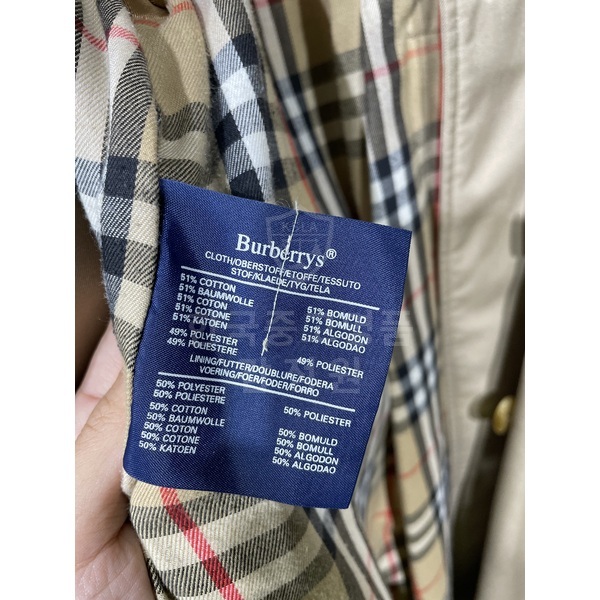 Burberrys®
CLOTH/OBERSTOFF/ETOFFE/TESSUTO
STOF/KLAEDE/TYG/TELA
51% COTTON
51% BAUMWOLLE 51% BOMULD
51% COTON 51% BOMULL
51% COTONE 51% ALGODON
51% KATOEN 51% ALGODAO
49% POLYESTER
49% POLIESTERE 49% POLIESTER
LINING/FUTTER/DOUBLURE/FODERA
VOERING/FOER/FODER/FORRO
50% POLYESTER
50% POLIESTERE 50% POLIESTER
50% COTTON
50% BAUMWOLLE 50% BOMULD
50% COTON 50% BOMULL
50% COTONE 50% ALGODON
50% KATOEN 50% ALGODAO